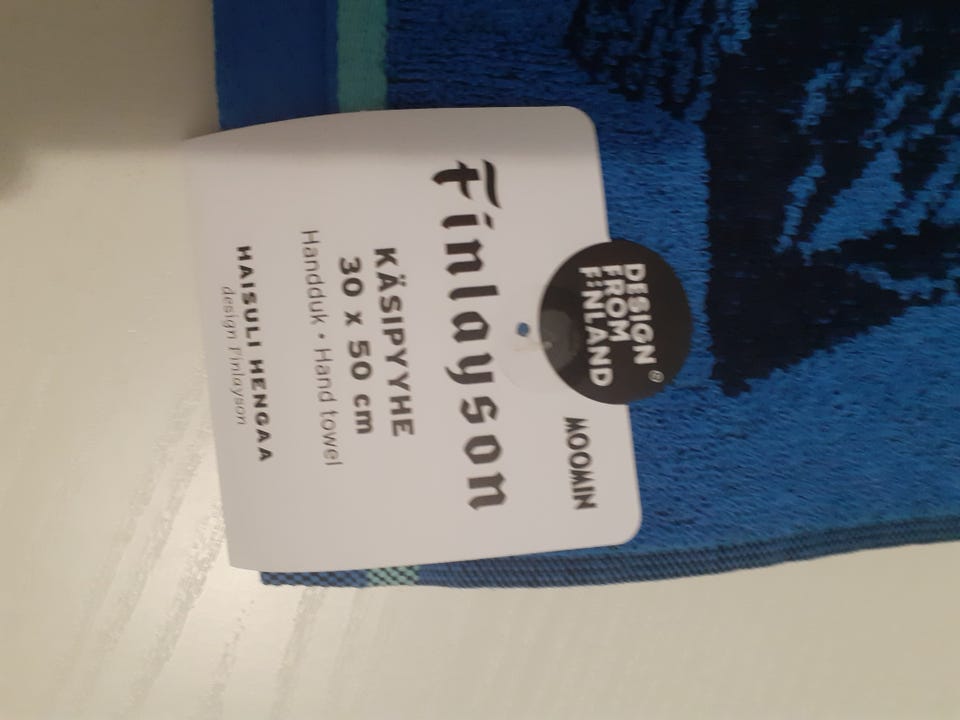 MOOMIN
DESIGN
FROM
FINLAND
®
Finlayson
KÄSIPYYHE
30 x 50 cm
Handduk • Hand towel
HAISULI HENGAA
design Finlayson